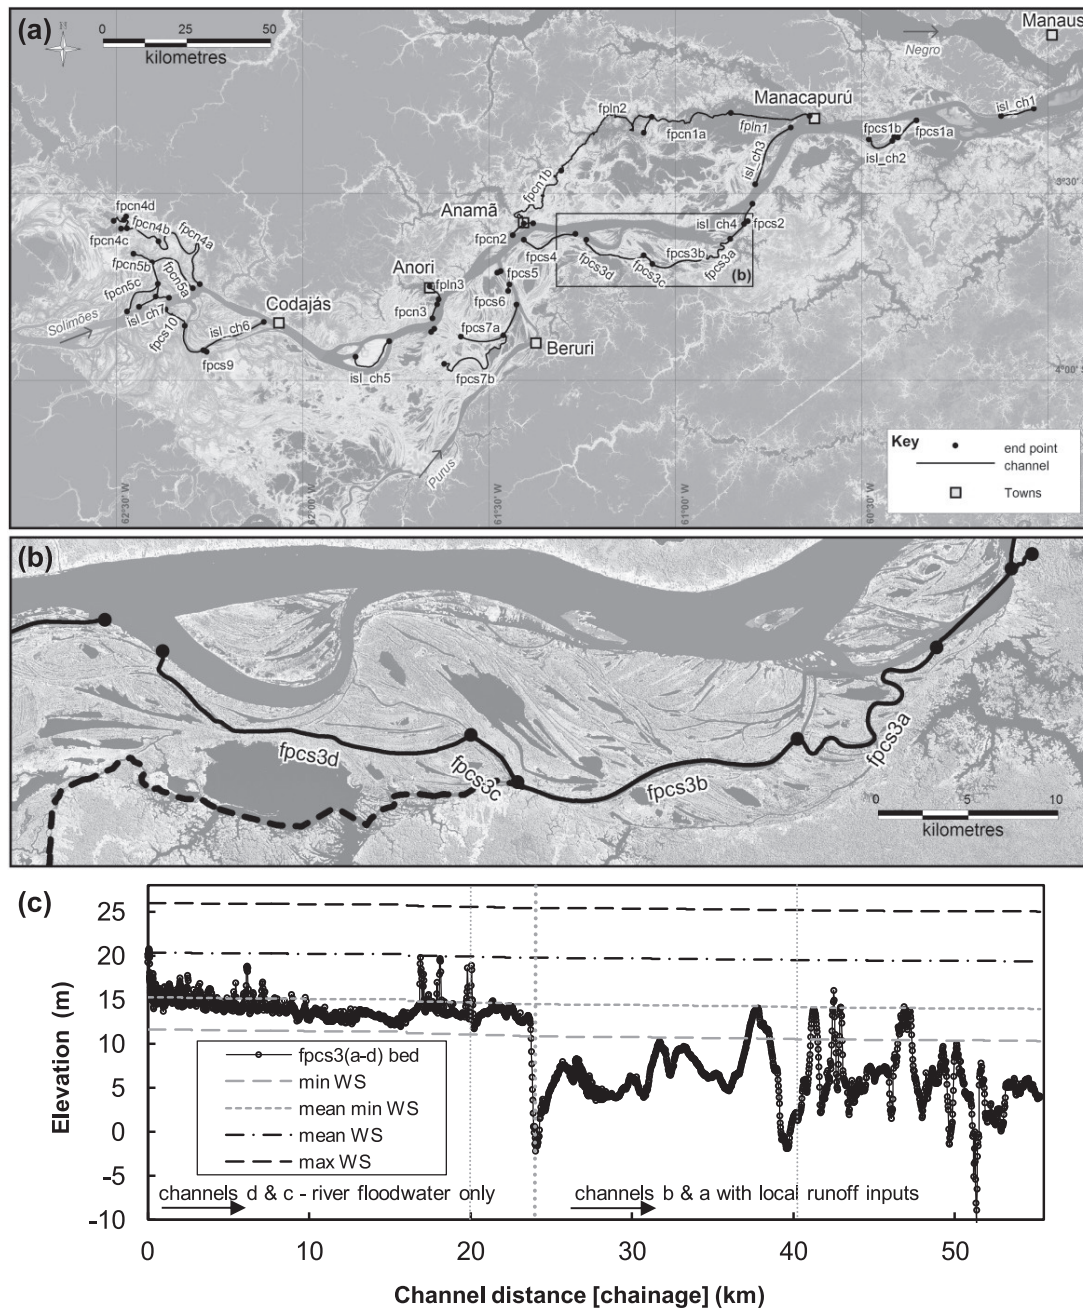 (a)
0 25 50
kilometres
Manaus
Negro
Manacapurú
isl_ch1
fpln2
fpcn1a
fpln1
fpcs1b
fpcs1a
isl_ch2
isl_ch3
fpcn1b
Anamã
fpcn4d
fpcn4b
fpcn4c
fpcn4a
fpcn5b
fpcn5a
fpcn5c
fpcn2
fpcs4
isl_ch4
fpcs2
fpcs3d
fpcs3c
fpcs3b
fpcs3a
(b)
Anori
fpln3
fpcn3
fpcs5
fpcs6
fpcs7a
fpcs7b
Beruri
Codajás
isl_ch7
isl_ch6
fpcs10
fpcs9
isl_ch5
Solimões
Purus
3°30'
4°00' S
62°30' W
62°00' W
61°30' W
61°00' W
60°30' W
Key
end point
channel
Towns
(b)
fpcs3d
fpcs3c
fpcs3b
fpcs3a
0 5 10
kilometres
(c)
Elevation (m)
25
20
15
10
5
0
-5
-10
fpcs3(a-d) bed
min WS
mean min WS
mean WS
max WS
channels d & c - river floodwater only
channels b & a with local runoff inputs
0 10 20 30 40 50
Channel distance [chainage] (km)